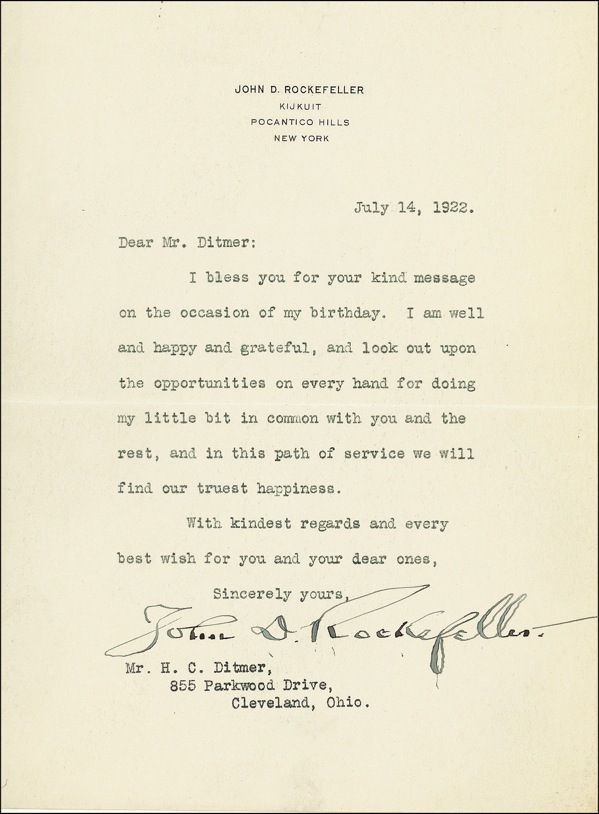 JOHN D. ROCKEFELLER
KIJKUIT
POCANTICO HILLS
NEW YORK
July 14, 1922.
Dear Mr. Ditmer:
I bless you for your kind message
on the occasion of my birthday. I am well
and happy and grateful, and look out upon
the opportunities on every hand for doing
my little bit in common with you and the
rest, and in this path of service we will
find our truest happiness.
With kindest regards and every
best wish for you and your dear ones,
Sincerely yours,
John D. Rockefeller.
Mr. H. C. Ditmer,
855 Parkwood Drive,
Cleveland, Ohio.